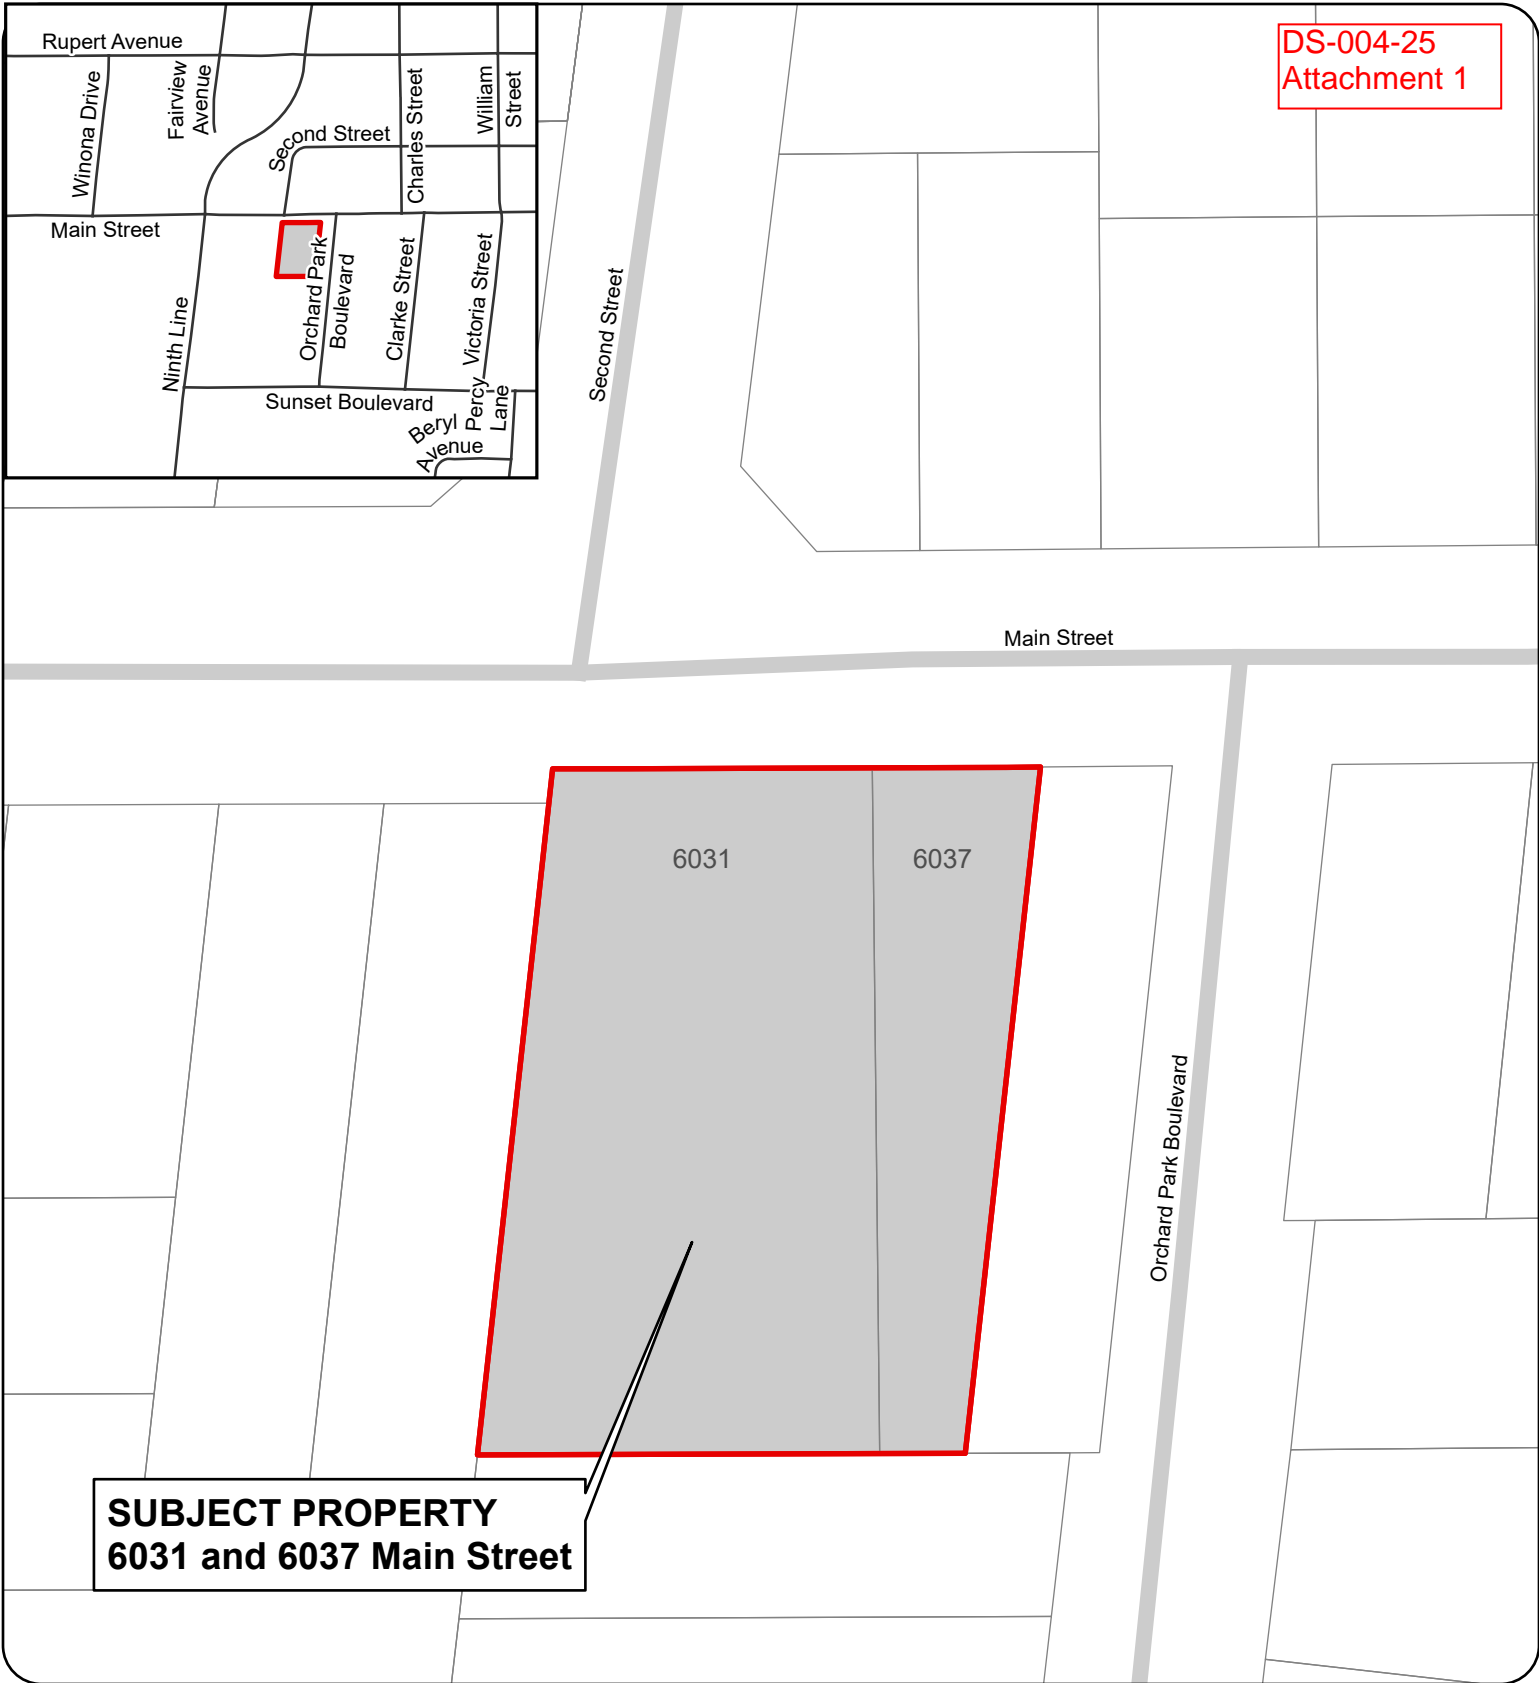 DS-004-25
Attachment 1
Rupert Avenue
Winona Drive
Fairview
Avenue
Second Street
Charles Street
William
Street
Main Street
Ninth Line
Orchard Park
Boulevard
Clarke Street
Victoria Street
Sunset Boulevard
Percy
Lane
Beryl
Avenue
Second Street
Main Street
6031
6037
Orchard Park Boulevard
SUBJECT PROPERTY
6031 and 6037 Main Street